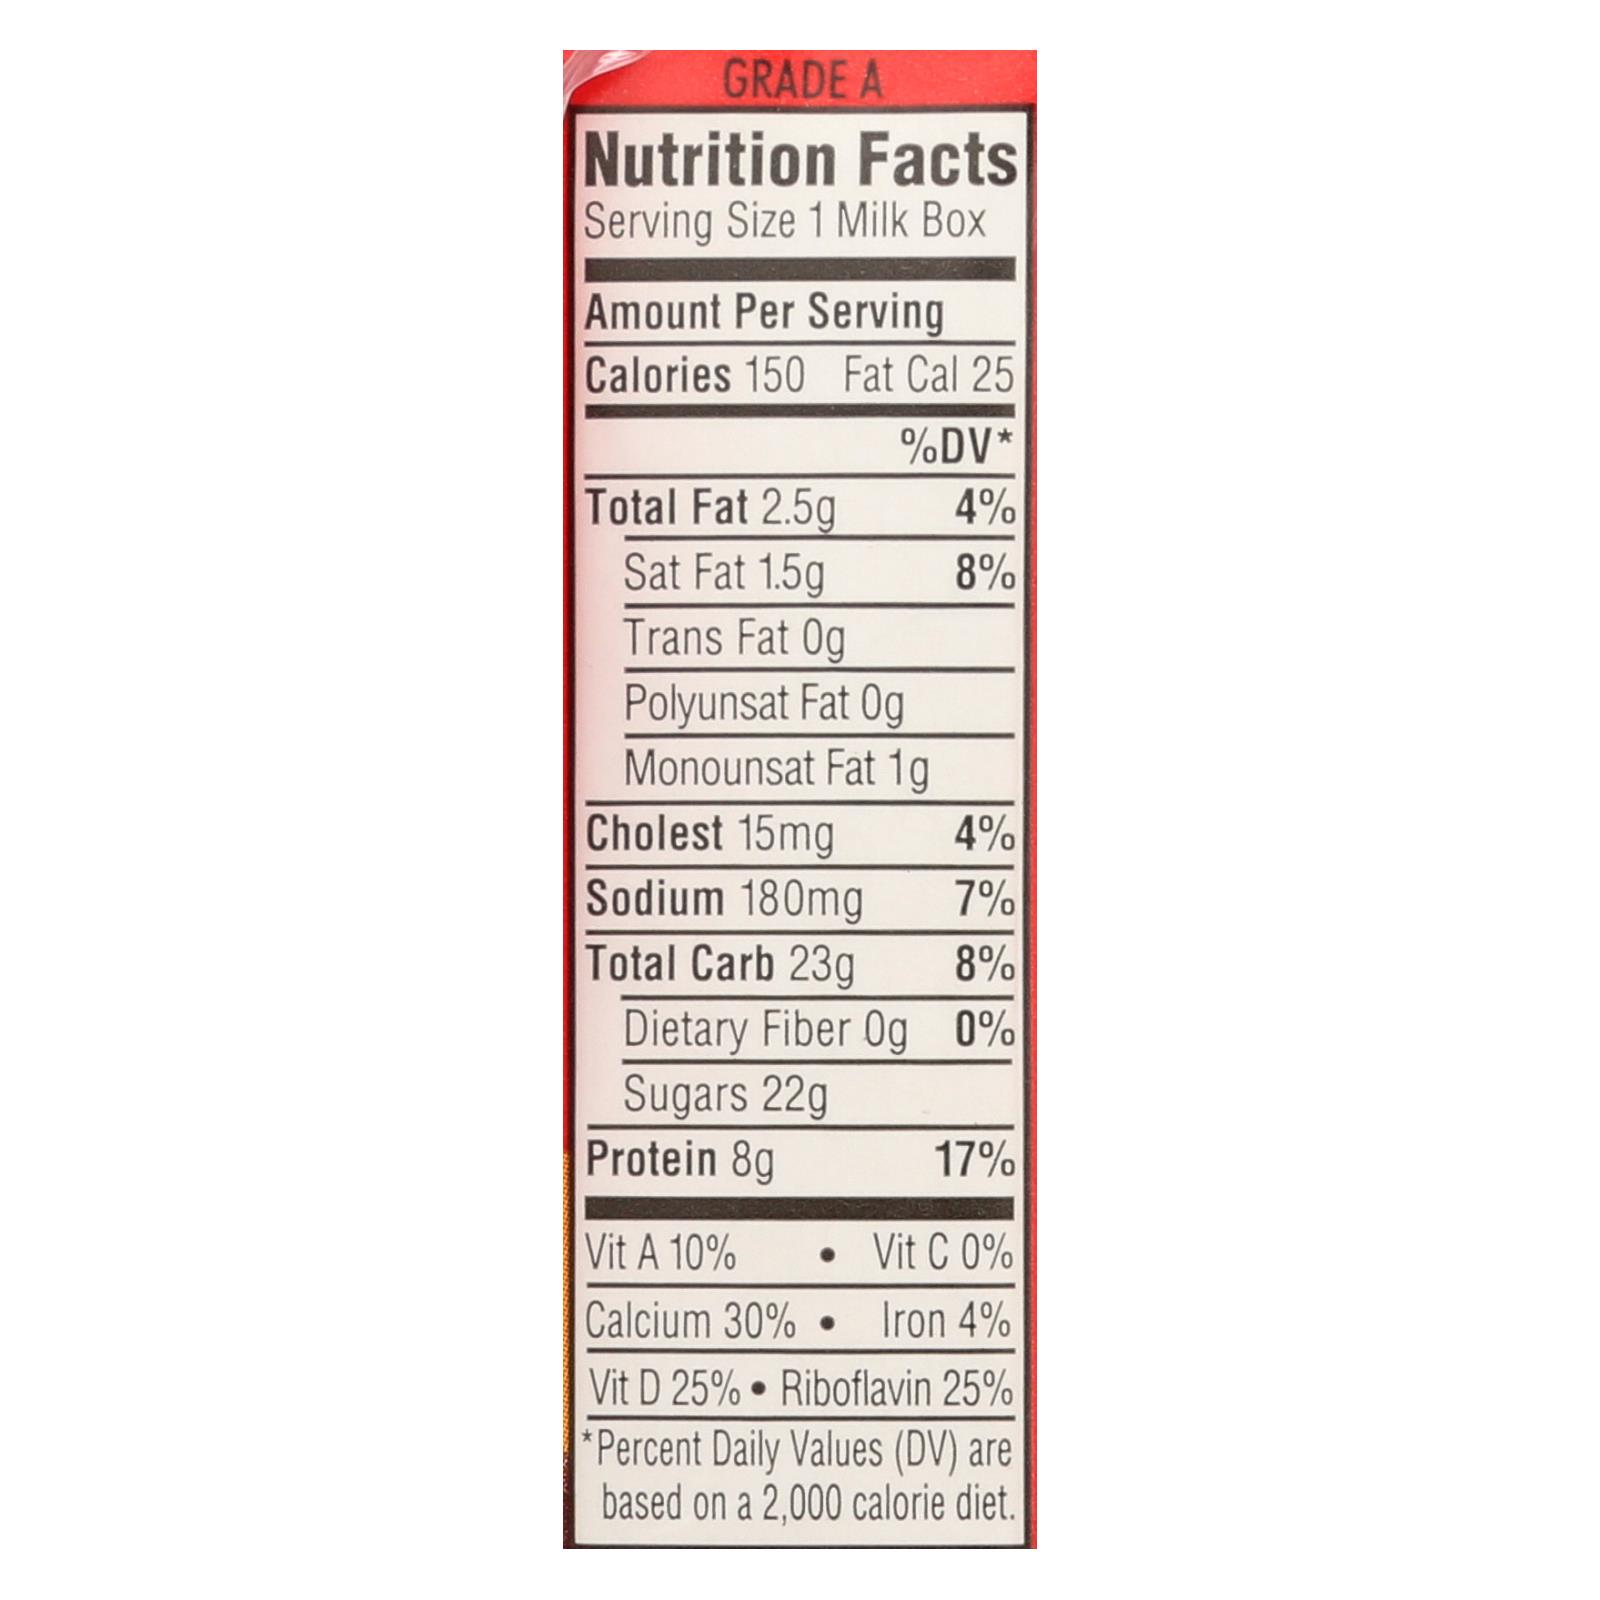 GRADE A
Nutrition Facts
Serving Size 1 Milk Box
Amount Per Serving
Calories 150 Fat Cal 25
%DV*
Total Fat 2.5g 4%
Sat Fat 1.5g 8%
Trans Fat 0g
Polyunsat Fat 0g
Monounsat Fat 1g
Cholest 15mg 4%
Sodium 180mg 7%
Total Carb 23g 8%
Dietary Fiber 0g 0%
Sugars 22g
Protein 8g 17%
Vit A 10% • Vit C 0%
Calcium 30% • Iron 4%
Vit D 25% • Riboflavin 25%
*Percent Daily Values (DV) are
based on a 2,000 calorie diet.